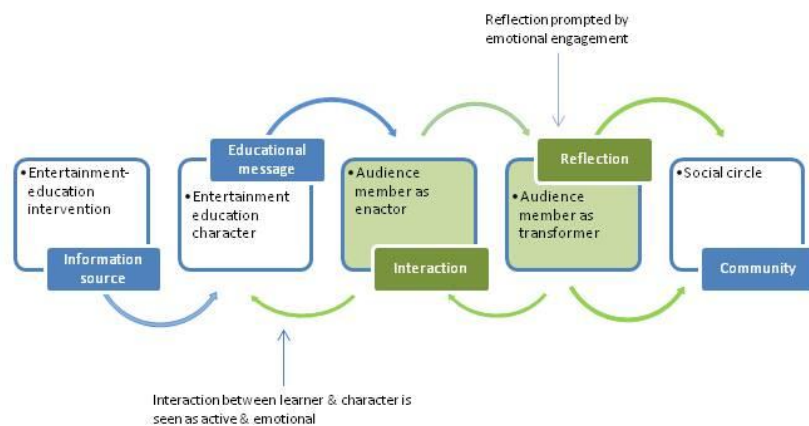 Reflection prompted by
emotional engagement
• Entertainment-
education
intervention
Information
source
Educational
message
• Entertainment
education
character
• Audience
member as
enactor
Interaction
Reflection
• Audience
member as
transformer
• Social circle
Community
Interaction between learner & character is
seen as active & emotional